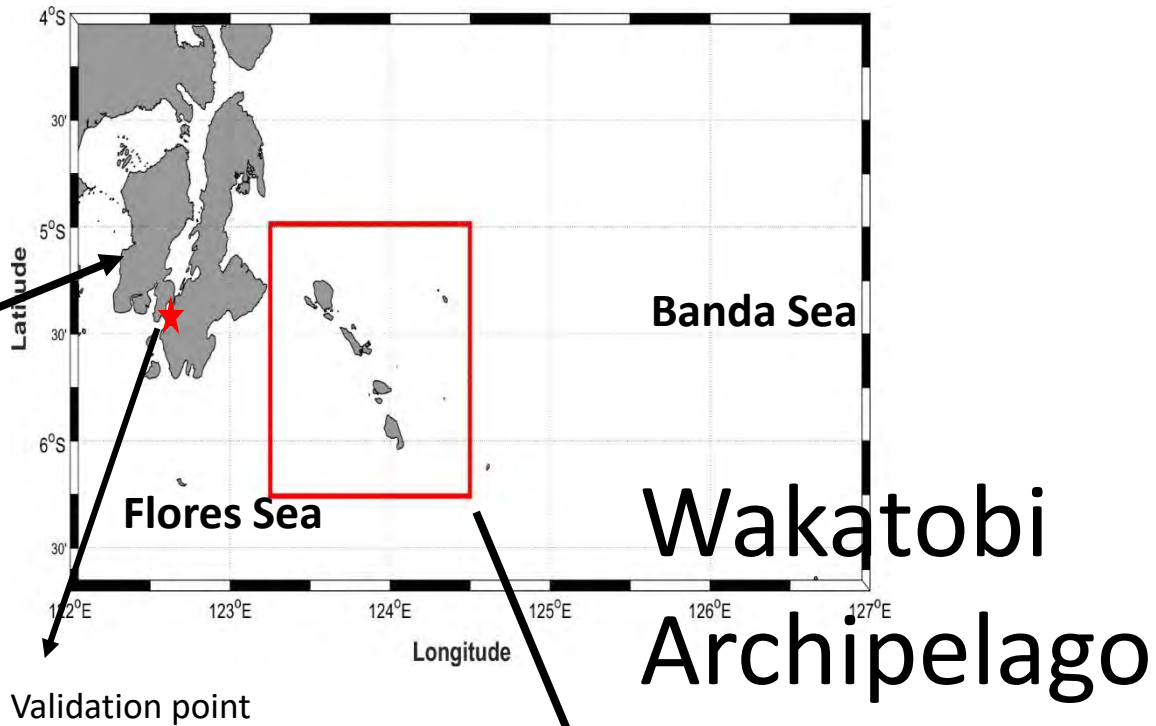 4°S
30'
5°S
30'
6°S
30'
Latitude
Banda Sea
Flores Sea
Wakatobi
Archipelago
122°E
123°E
124°E
125°E
126°E
127°E
Longitude
Validation point